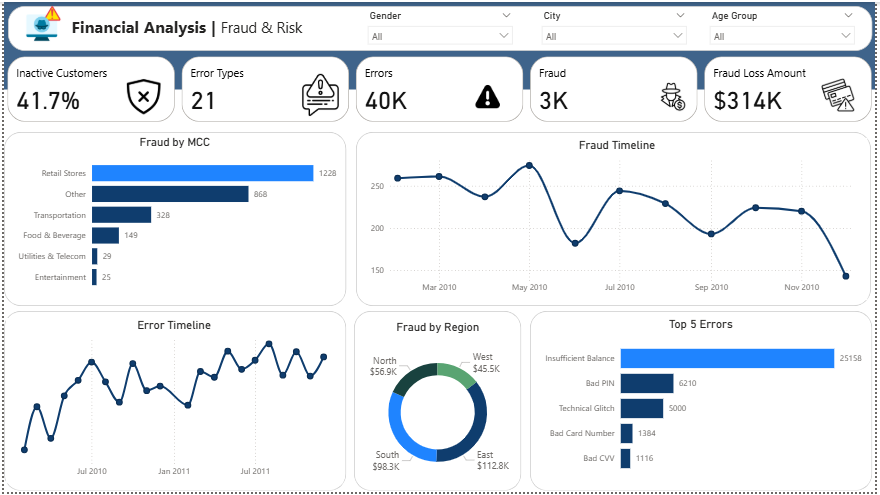 Financial Analysis | Fraud & Risk
Gender
All
City
All
Age Group
All
Inactive Customers
41.7%
Error Types
21
Errors
40K
Fraud
3K
Fraud Loss Amount
$314K
Fraud by MCC
Retail Stores 1228
Other 868
Transportation 328
Food & Beverage 149
Utilities & Telecom 29
Entertainment 25
Fraud Timeline
250
200
150
Mar 2010 May 2010 Jul 2010 Sep 2010 Nov 2010
Error Timeline
Jul 2010 Jan 2011 Jul 2011
Fraud by Region
North
$56.9K
West
$45.5K
South
$98.3K
East
$112.8K
Top 5 Errors
Insufficient Balance 25158
Bad PIN 6210
Technical Glitch 5000
Bad Card Number 1384
Bad CVV 1116